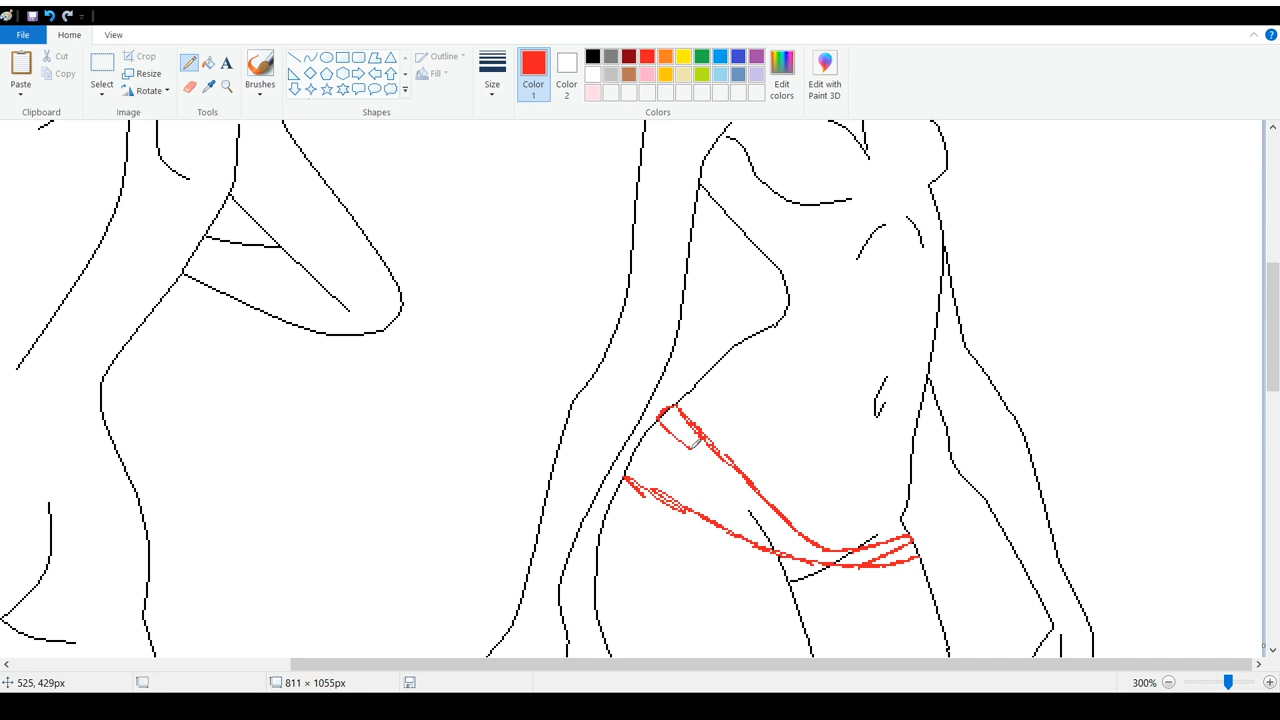 File Home View
Paste
Cut
Copy
Clipboard
Select
Crop
Resize
Rotate
Image
A
Tools
Brushes
Outline
Fill
Shapes
Size
Color
1
Color
2
Edit
colors
Colors
Edit with
Paint 3D
525, 429px
811 × 1055px
300%